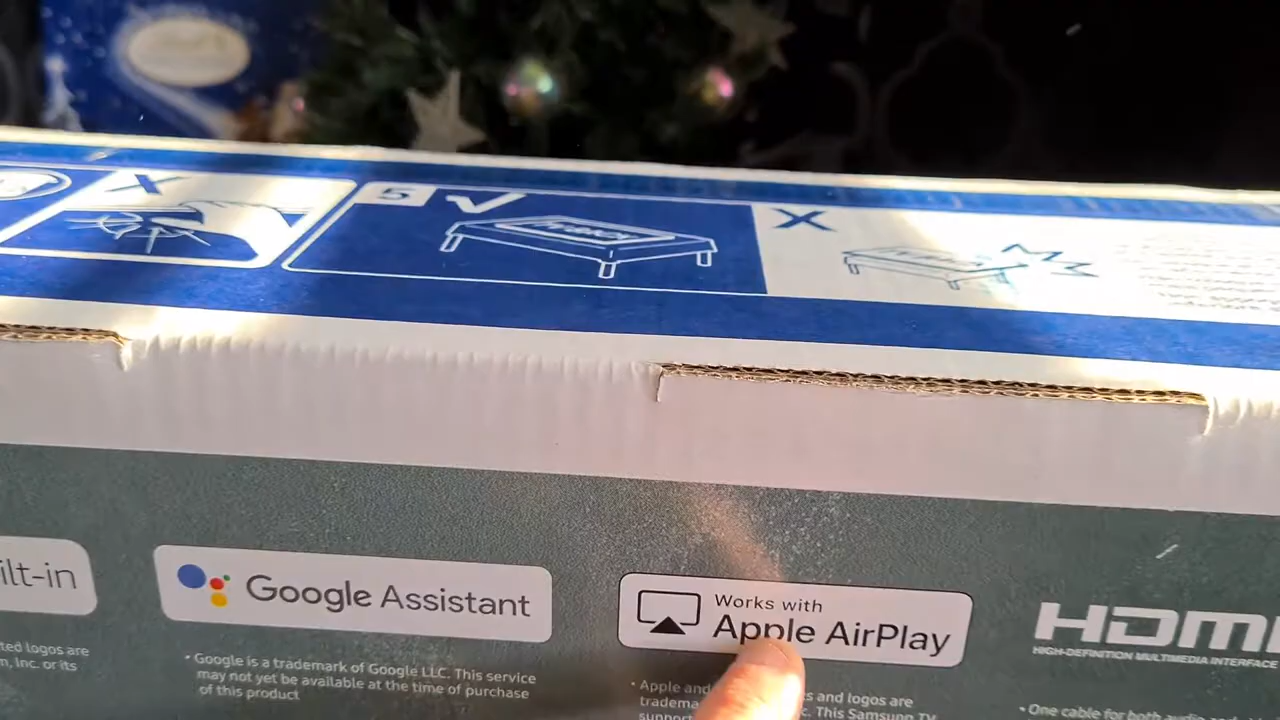 5
ilt-in
Google Assistant
Works with
Apple AirPlay
HDMI
HIGH-DEFINITION MULTIMEDIA INTERFACE
ted logos are
n, Inc. or its
• Google is a trademark of Google LLC. This service
may not yet be available at the time of purchase
of this product
• Apple and
s and logos are
tradema
c. This Samsung TV
support
• One cable for both